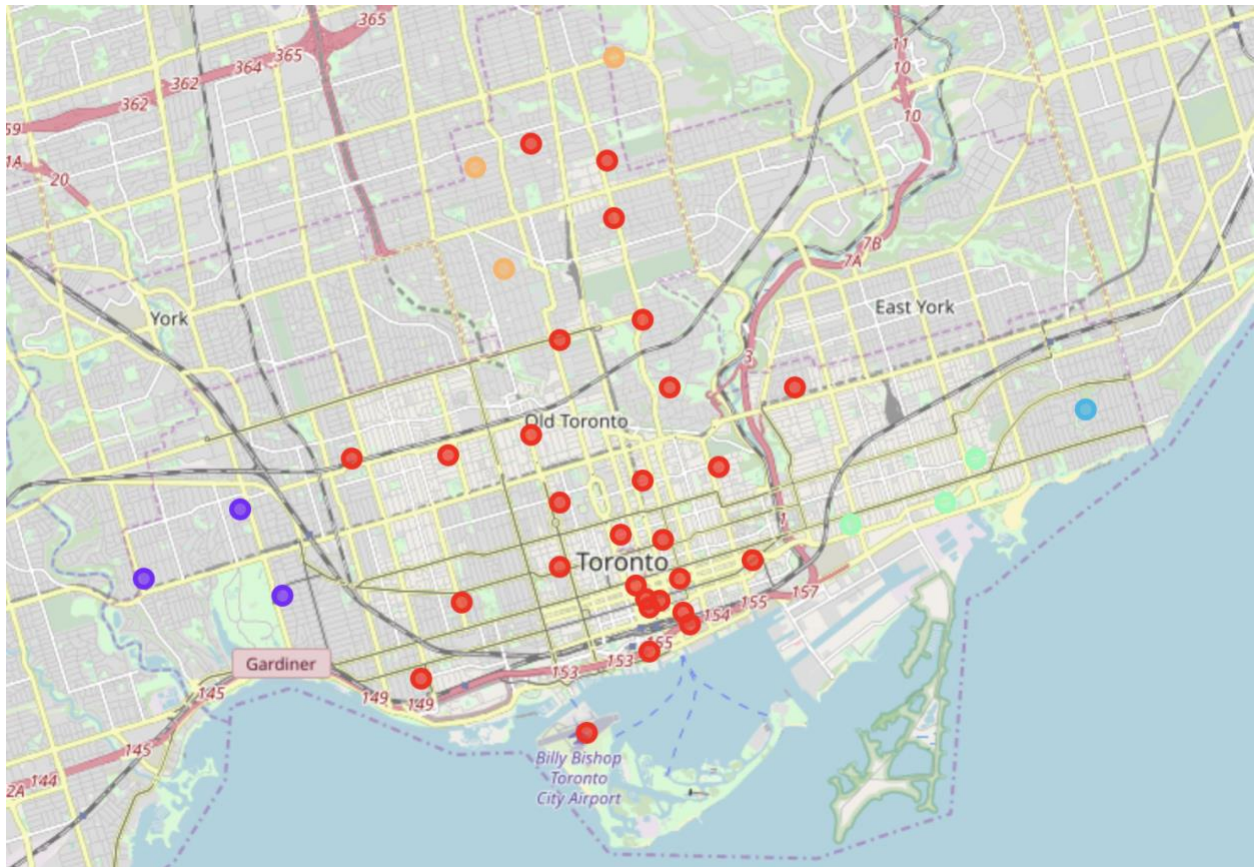 365
365
364
362
362
59
1A
20
11
10
10
7B
7A
York
East York
3
Old Toronto
1
Toronto
157
155
154
155
153
153
Gardiner
145
149
149
145
144
2A
Billy Bishop
Toronto
City Airport